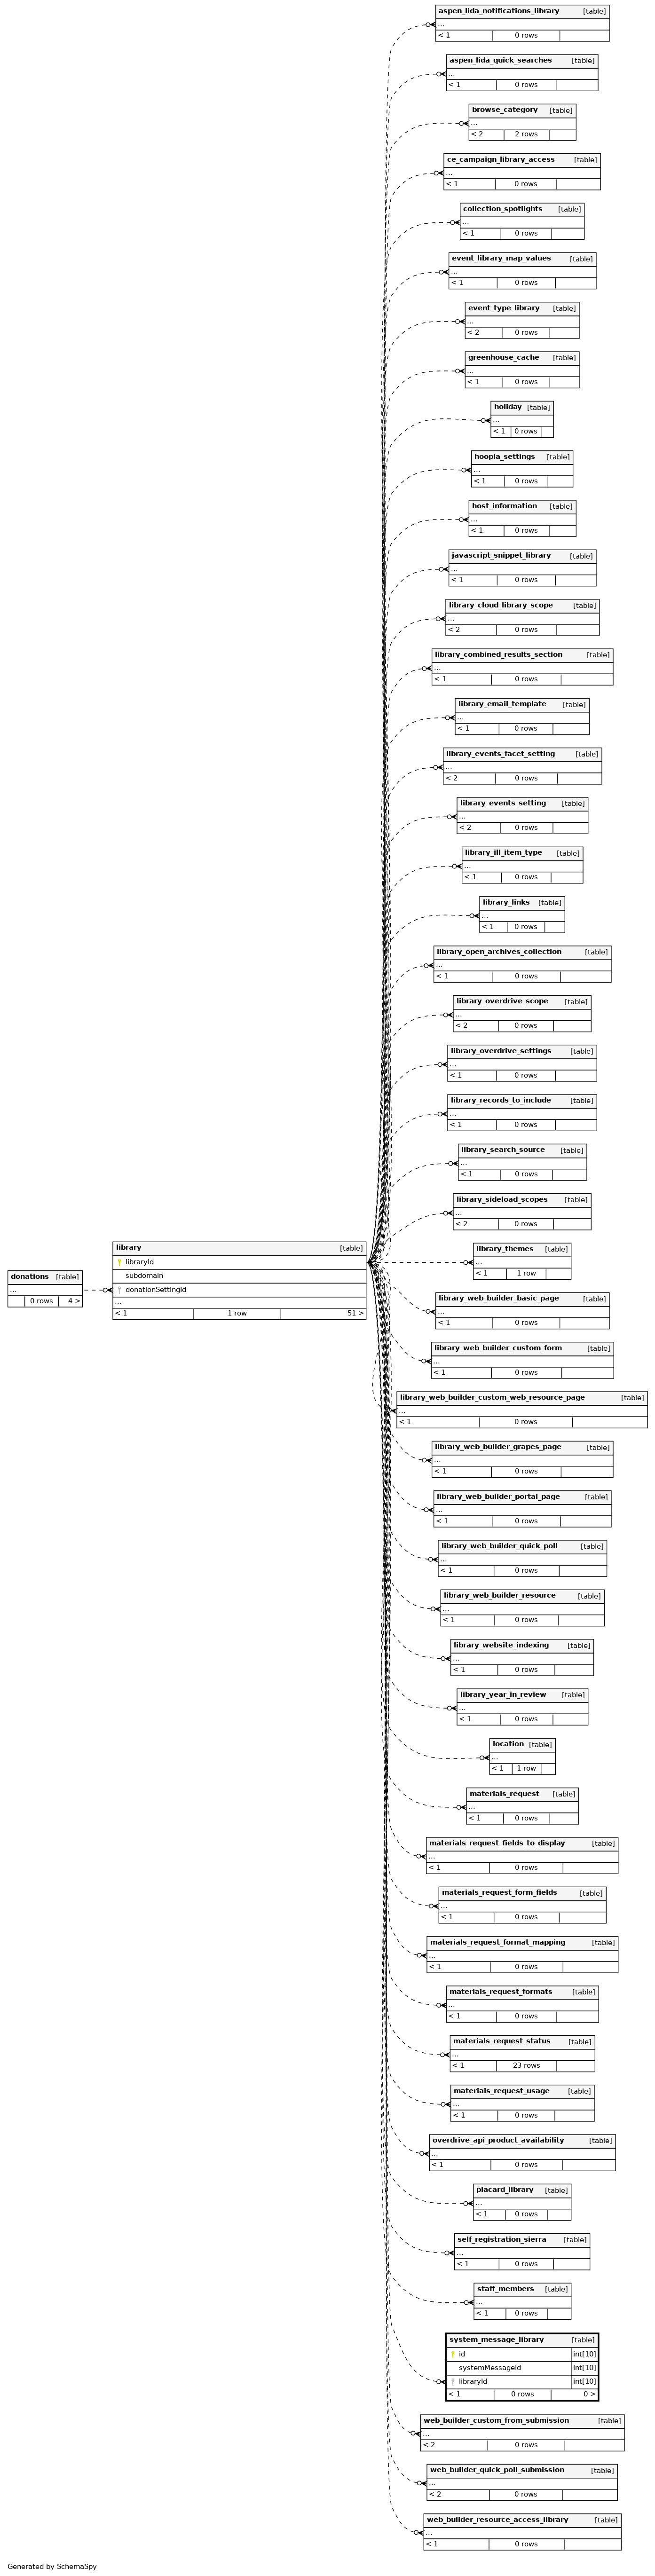 aspen_lida_notifications_library [table]
...
< 1 0 rows
aspen_lida_quick_searches [table]
...
< 1 0 rows
browse_category [table]
...
< 2 2 rows
ce_campaign_library_access [table]
...
< 1 0 rows
collection_spotlights [table]
...
< 1 0 rows
event_library_map_values [table]
...
< 1 0 rows
event_type_library [table]
...
< 2 0 rows
greenhouse_cache [table]
...
< 1 0 rows
holiday [table]
...
< 1 0 rows
hoopla_settings [table]
...
< 1 0 rows
host_information [table]
...
< 1 0 rows
javascript_snippet_library [table]
...
< 1 0 rows
library_cloud_library_scope [table]
...
< 2 0 rows
library_combined_results_section [table]
...
< 1 0 rows
library_email_template [table]
...
< 1 0 rows
library_events_facet_setting [table]
...
< 2 0 rows
library_events_setting [table]
...
< 2 0 rows
library_ill_item_type [table]
...
< 1 0 rows
library_links [table]
...
< 1 0 rows
library_open_archives_collection [table]
...
< 1 0 rows
library_overdrive_scope [table]
...
< 2 0 rows
library_overdrive_settings [table]
...
< 1 0 rows
library_records_to_include [table]
...
< 1 0 rows
library_search_source [table]
...
< 1 0 rows
library_sideload_scopes [table]
...
< 2 0 rows
donations [table]
...
0 rows 4 >
library [table]
libraryId
subdomain
donationSettingId
...
< 1 1 row 51 >
library_themes [table]
...
< 1 1 row
library_web_builder_basic_page [table]
...
< 1 0 rows
library_web_builder_custom_form [table]
...
< 1 0 rows
library_web_builder_custom_web_resource_page [table]
...
< 1 0 rows
library_web_builder_grapes_page [table]
...
< 1 0 rows
library_web_builder_portal_page [table]
...
< 1 0 rows
library_web_builder_quick_poll [table]
...
< 1 0 rows
library_web_builder_resource [table]
...
< 1 0 rows
library_website_indexing [table]
...
< 1 0 rows
library_year_in_review [table]
...
< 1 0 rows
location [table]
...
< 1 1 row
materials_request [table]
...
< 1 0 rows
materials_request_fields_to_display [table]
...
< 1 0 rows
materials_request_form_fields [table]
...
< 1 0 rows
materials_request_format_mapping [table]
...
< 1 0 rows
materials_request_formats [table]
...
< 1 0 rows
materials_request_status [table]
...
< 1 23 rows
materials_request_usage [table]
...
< 1 0 rows
overdrive_api_product_availability [table]
...
< 1 0 rows
placard_library [table]
...
< 1 0 rows
self_registration_sierra [table]
...
< 1 0 rows
staff_members [table]
...
< 1 0 rows
system_message_library [table]
id int[10]
systemMessageId int[10]
libraryId int[10]
< 1 0 rows 0 >
web_builder_custom_from_submission [table]
...
< 2 0 rows
web_builder_quick_poll_submission [table]
...
< 2 0 rows
web_builder_resource_access_library [table]
...
< 1 0 rows
Generated by SchemaSpy